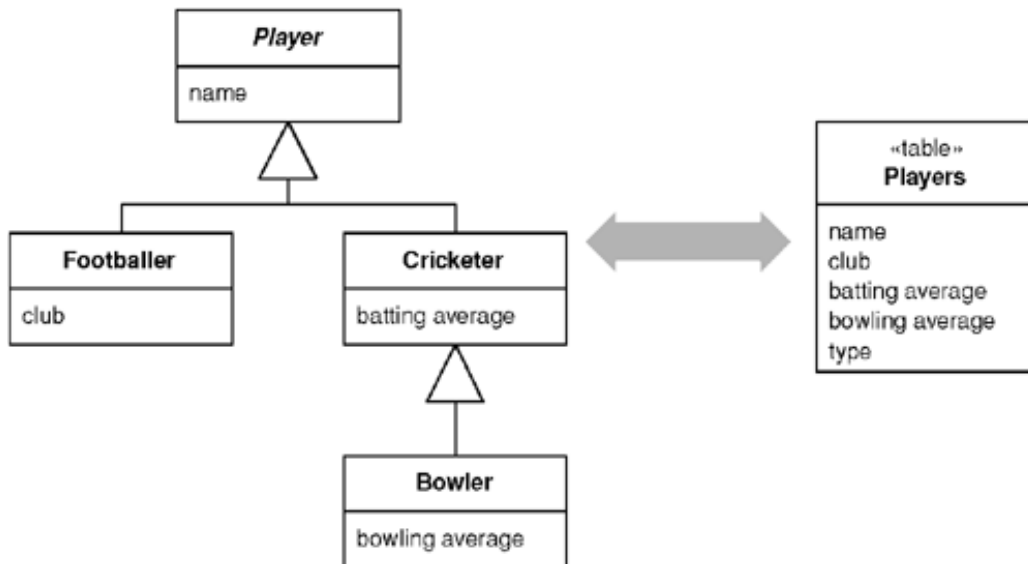 Player
name
Footballer
club
Cricketer
batting average
Bowler
bowling average
«table»
Players
name
club
batting average
bowling average
type